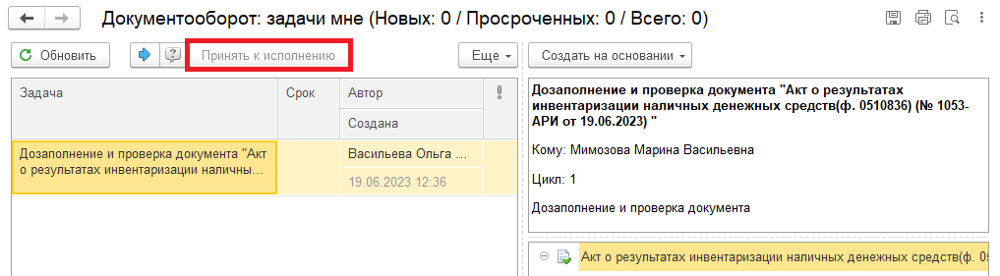 Документооборот: задачи мне (Новых: 0 / Просроченных: 0 / Всего: 0)
Обновить
Принять к исполнению
Еще
Создать на основании
Задача
Срок
Автор
Создана
Дозаполнение и проверка документа "Акт
о результатах инвентаризации наличны...
Васильева Ольга ...
19.06.2023 12:36
Дозаполнение и проверка документа "Акт о результатах
инвентаризации наличных денежных средств(ф. 0510836) (№ 1053-
АРИ от 19.06.2023) "
Кому: Мимозова Марина Васильевна
Цикл: 1
Дозаполнение и проверка документа
Акт о результатах инвентаризации наличных денежных средств(ф. 05